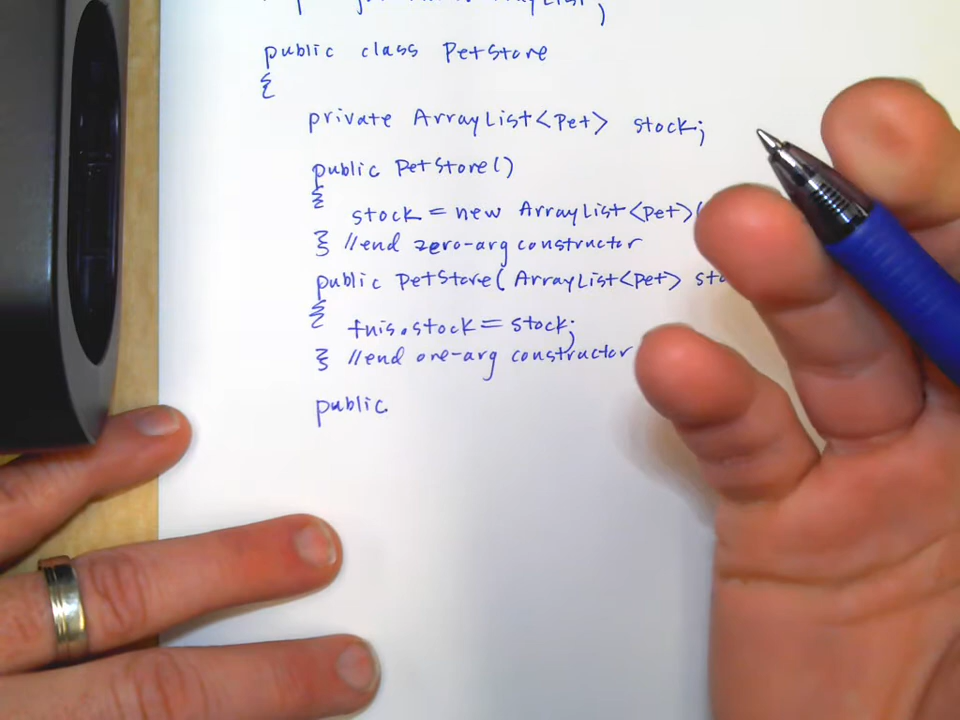 public class PetStore
{
private ArrayList<Pet> stock;
public PetStore()
{
stock = new ArrayList<Pet>(
} //end zero-arg constructor
public PetStore( ArrayList<Pet> sto
{
this.stock = stock;
} //end one-arg constructor
public